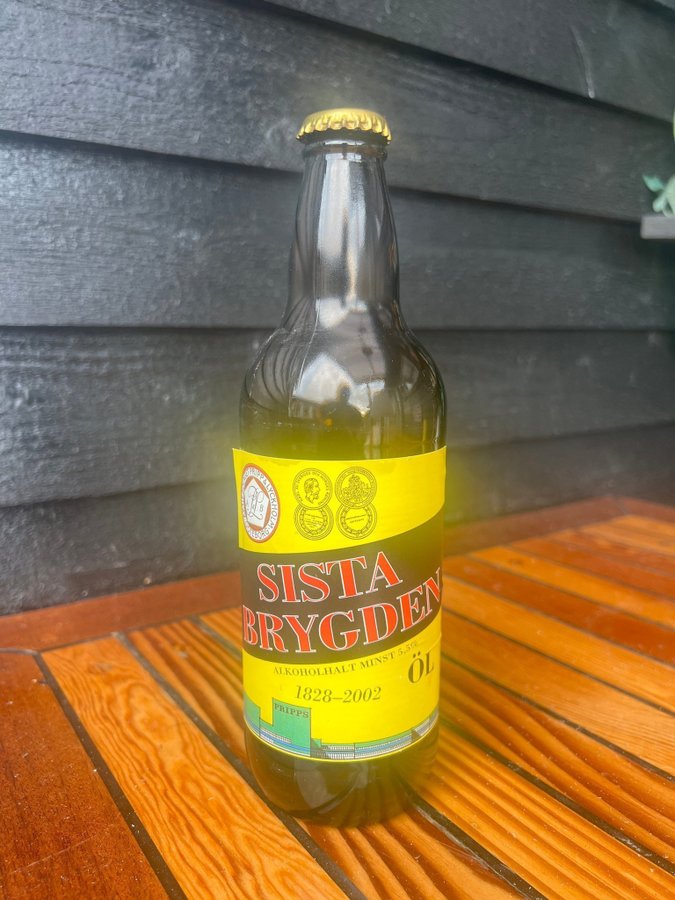 SISTA
BRYGDEN
ALKOHOLHALT MINST 5,5%
ÖL
1828–2002
PRIPPS